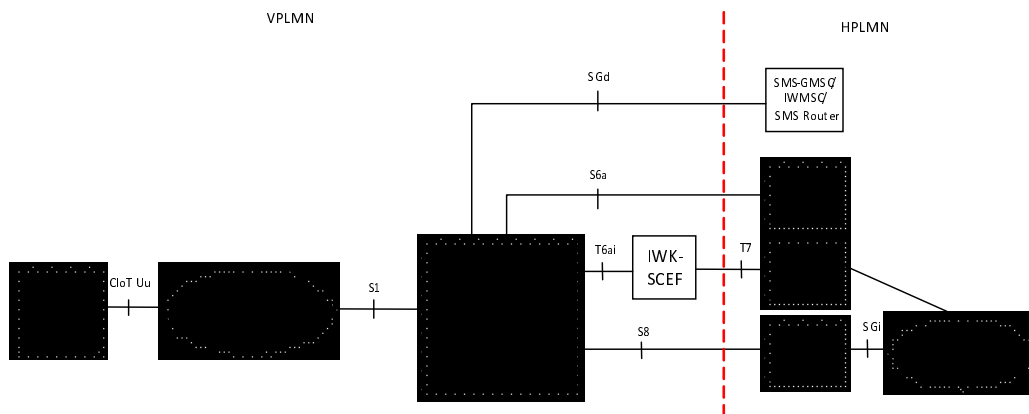 VPLMN
HPLMN
SGd
SMS-GMSC/
IWMSC/
SMS Router
S6a
T6ai
IWK-
SCEF
T7
CIoT Uu
S1
S8
SGi